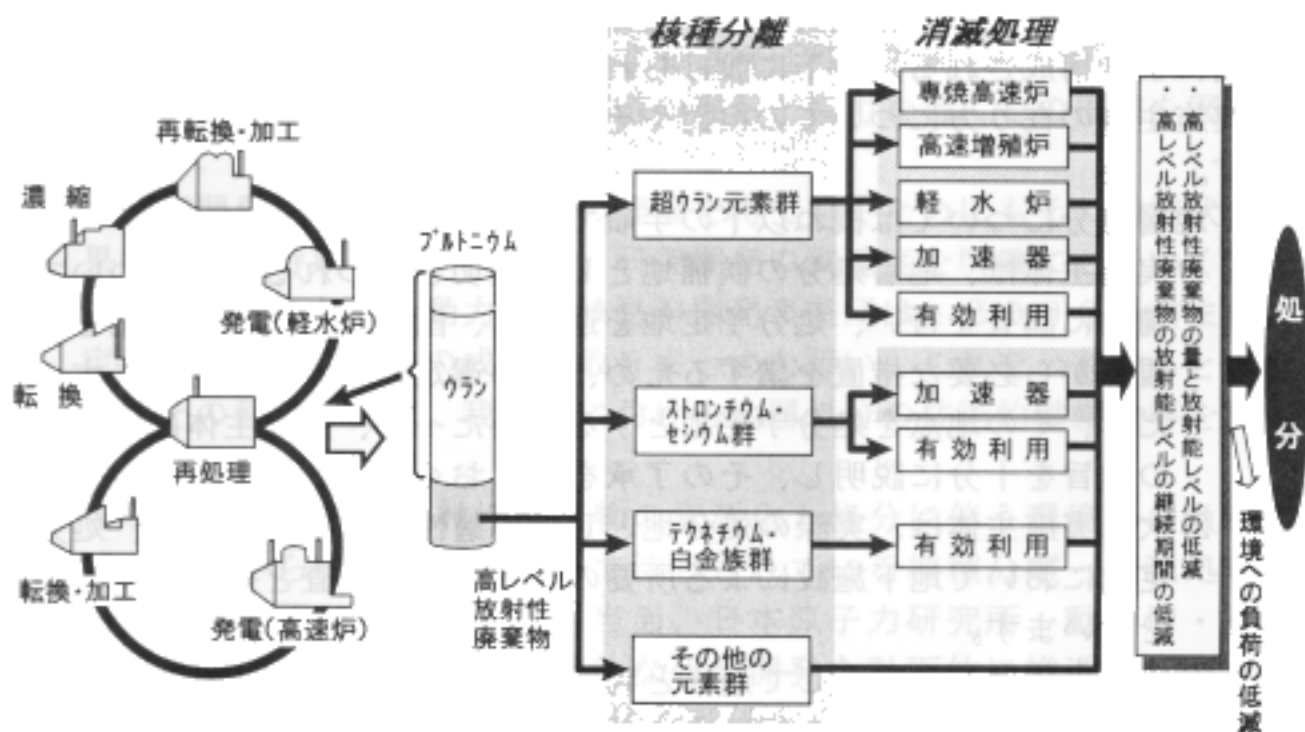 核種分離
消滅処理
再転換・加工
濃縮
発電(軽水炉)
転換
再処理
転換・加工
発電(高速炉)
プルトニウム
ウラン
高レベル
放射性
廃棄物
超ウラン元素群
専焼高速炉
高速増殖炉
軽水炉
加速器
有効利用
ストロンチウム・
セシウム群
加速器
有効利用
テクネチウム・
白金族群
有効利用
その他の
元素群
・高レベル放射性廃棄物の量と放射能レベルの低減
・高レベル放射性廃棄物の放射能レベルの継続期間の低減
処分
環境への負荷の低減